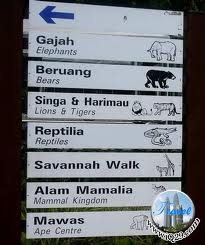 Gajah
Elephants
Beruang
Bears
Singa & Harimau
Lions & Tigers
Reptilia
Reptiles
Savannah Walk
Alam Mamalia
Mammal Kingdom
Mawas
Ape Centre